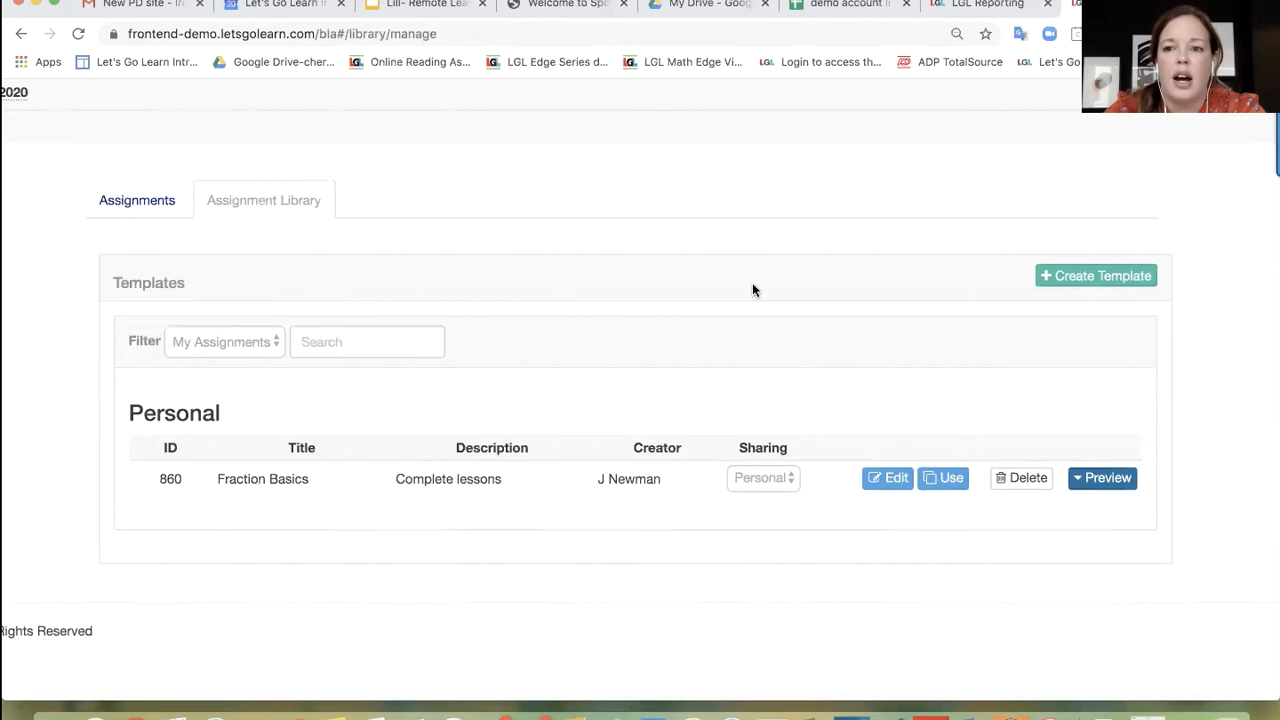 New PD site - In
Let's Go Learn I
Lill- Remote Lea
Welcome to Spo
My Drive - Goog
demo account l
LGL Reporting
frontend-demo.letsgolearn.com/bla#/library/manage
Apps Let's Go Learn Intr... Google Drive-cher... Online Reading As... LGL Edge Series d... LGL Math Edge Vi... Login to access th... ADP TotalSource Let's Go
2020
Assignments Assignment Library
Templates + Create Template
Filter My Assignments Search
Personal
ID Title Description Creator Sharing
860 Fraction Basics Complete lessons J Newman Personal Edit Use Delete Preview
Rights Reserved